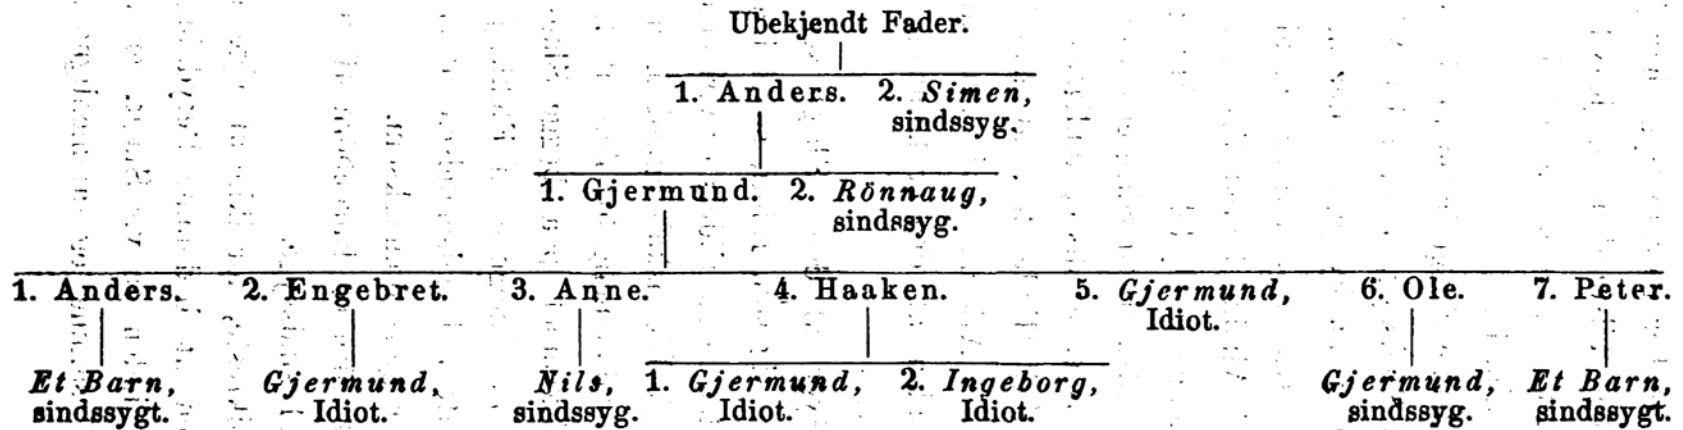 Ubekjendt Fader.
1. Anders. 2. Simen,
sindssyg.
1. Gjermund. 2. Rönnaug,
sindssyg.
1. Anders. 2. Engebret. 3. Anne. 4. Haaken. 5. Gjermund, 6. Ole. 7. Peter.
Idiot.
Et Barn, Gjermund, Nils, 1. Gjermund, 2. Ingeborg, Gjermund, Et Barn,
sindssygt. Idiot. sindssyg. Idiot. Idiot. sindssyg. sindssygt.